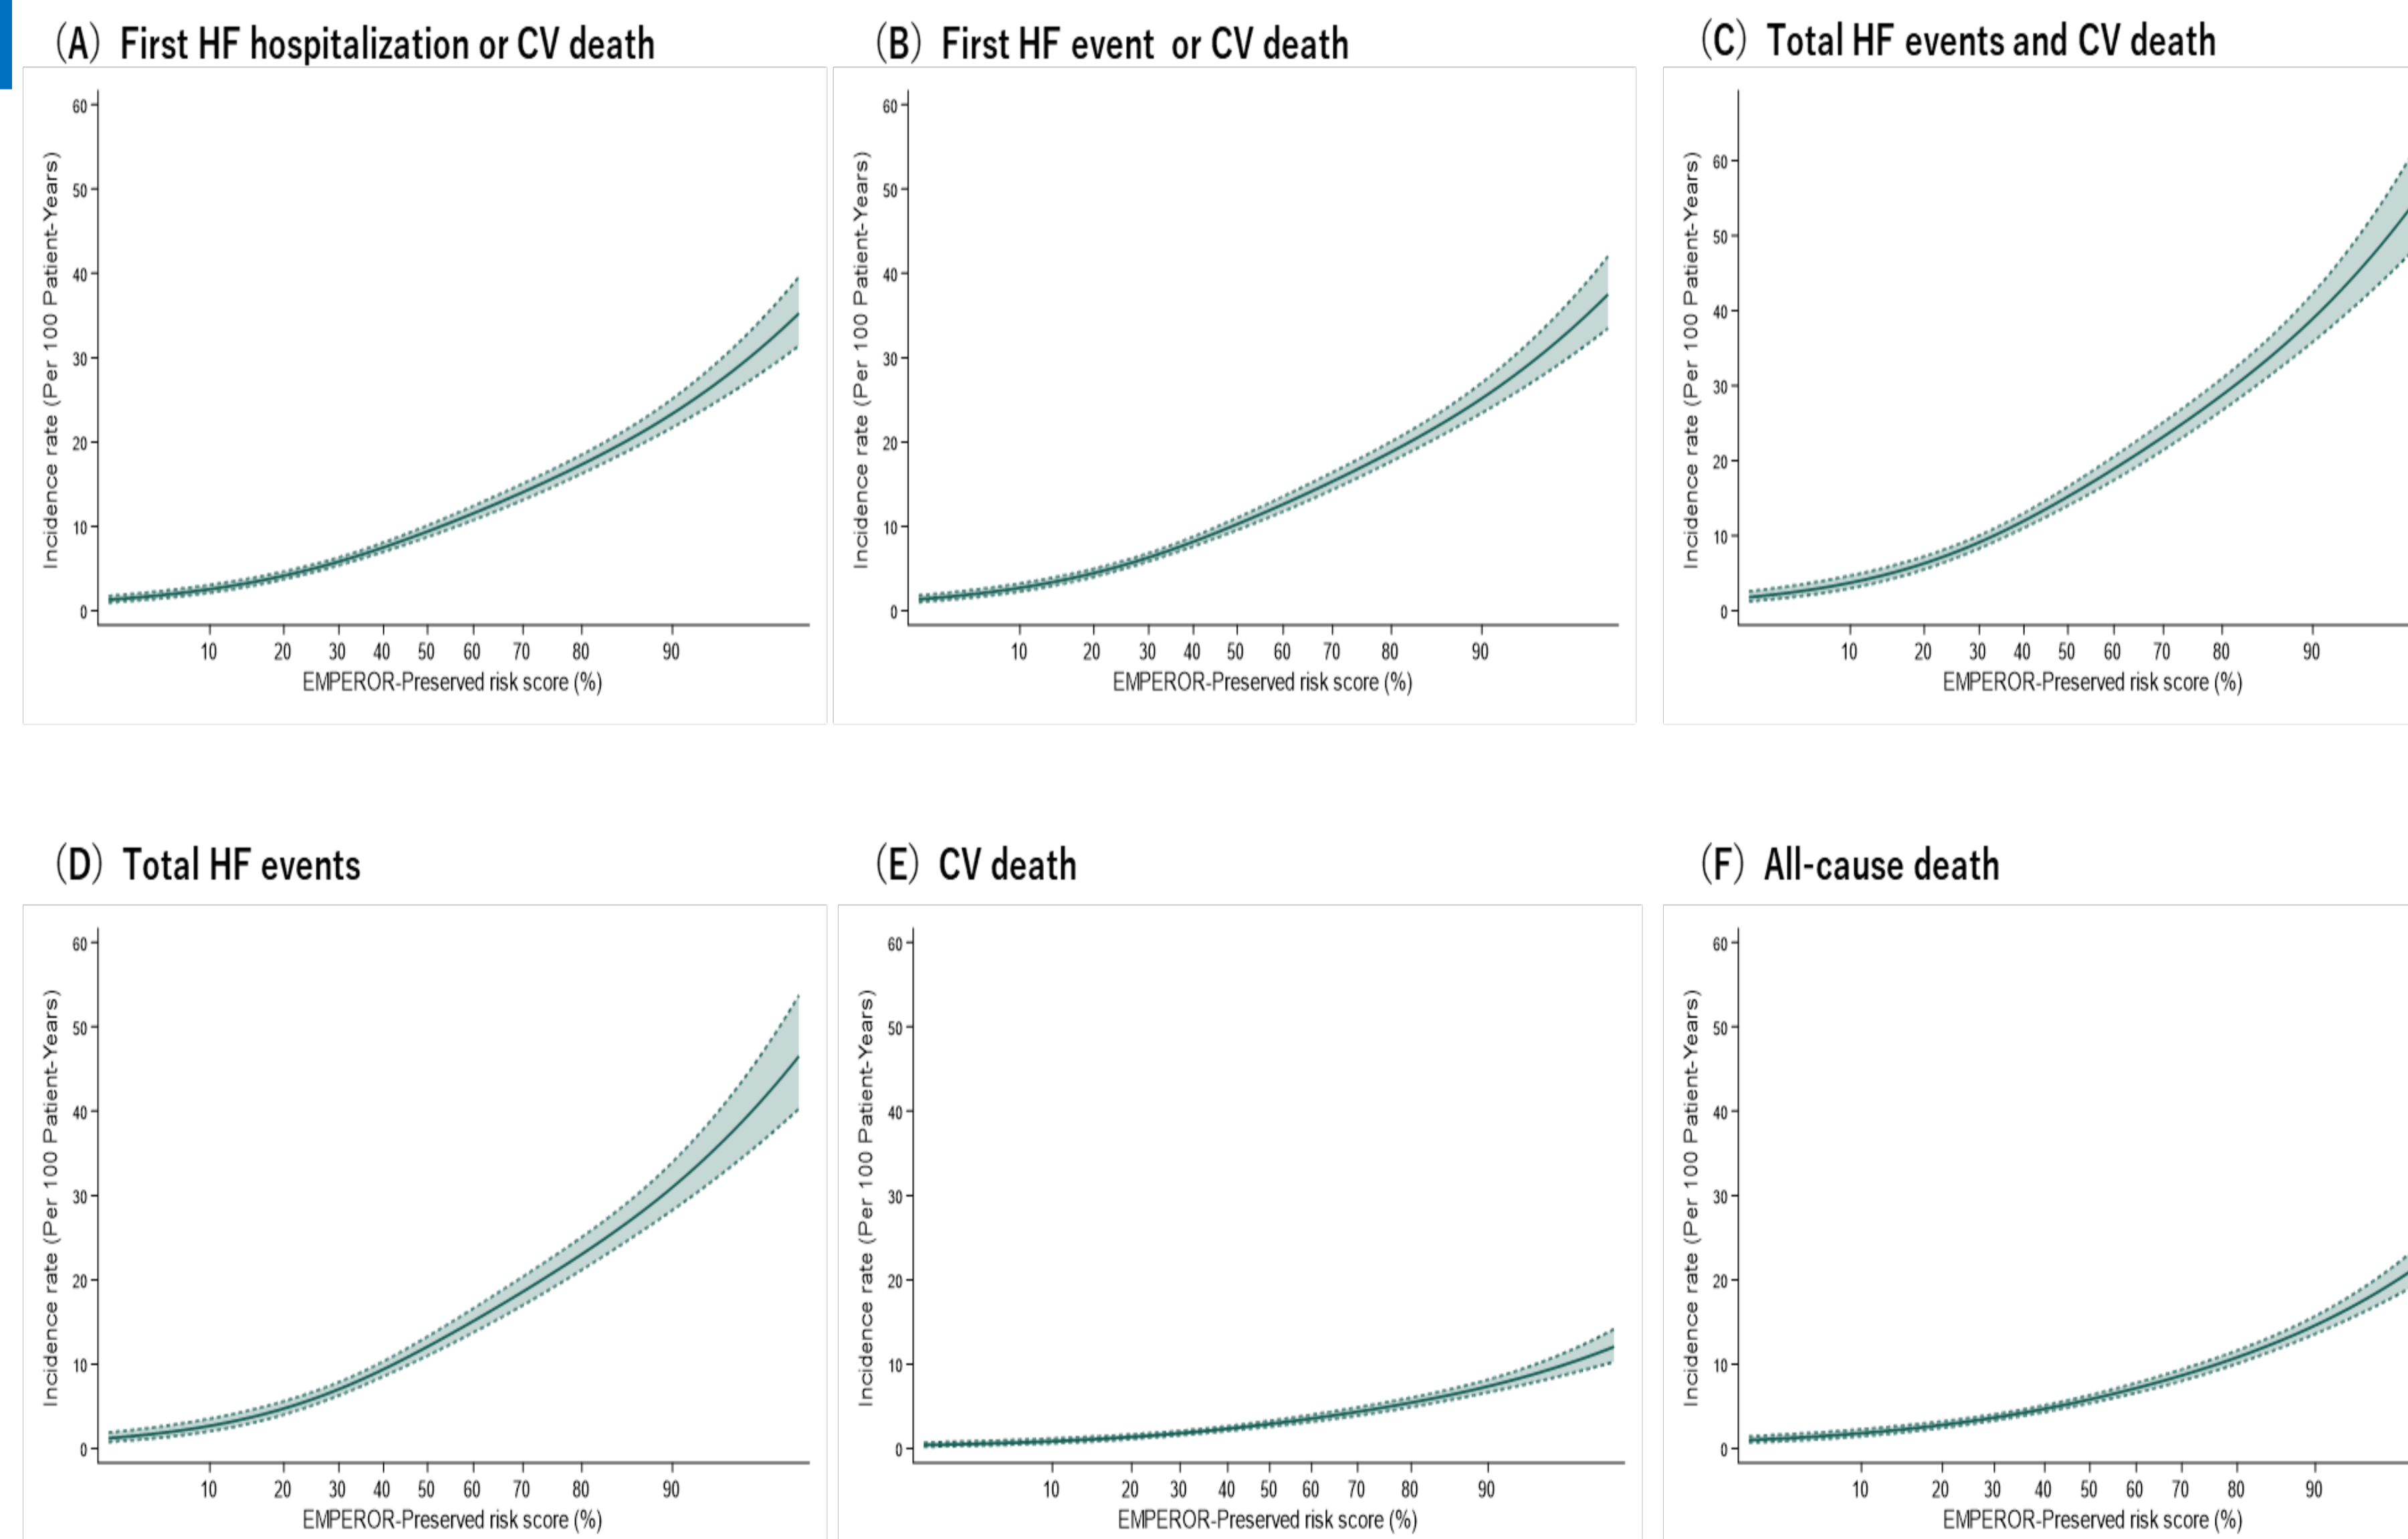 (A) First HF hospitalization or CV death
60
50
40
30
20
10
0
Incidence rate (Per 100 Patient-Years)
10 20 30 40 50 60 70 80 90
EMPEROR-Preserved risk score (%)
(B) First HF event or CV death
60
50
40
30
20
10
0
Incidence rate (Per 100 Patient-Years)
10 20 30 40 50 60 70 80 90
EMPEROR-Preserved risk score (%)
(C) Total HF events and CV death
60
50
40
30
20
10
0
Incidence rate (Per 100 Patient-Years)
10 20 30 40 50 60 70 80 90
EMPEROR-Preserved risk score (%)
(D) Total HF events
60
50
40
30
20
10
0
Incidence rate (Per 100 Patient-Years)
10 20 30 40 50 60 70 80 90
EMPEROR-Preserved risk score (%)
(E) CV death
60
50
40
30
20
10
0
Incidence rate (Per 100 Patient-Years)
10 20 30 40 50 60 70 80 90
EMPEROR-Preserved risk score (%)
(F) All-cause death
60
50
40
30
20
10
0
Incidence rate (Per 100 Patient-Years)
10 20 30 40 50 60 70 80 90
EMPEROR-Preserved risk score (%)